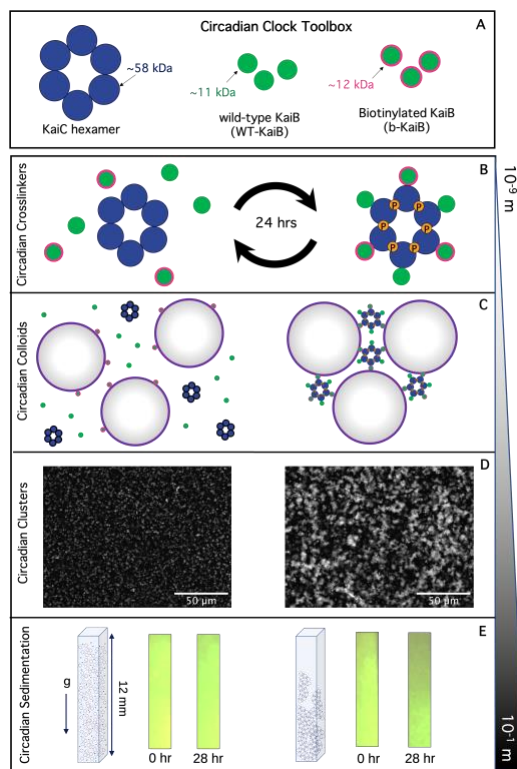 Circadian Clock Toolbox
A
~58 kDa
~11 kDa
~12 kDa
KaiC hexamer
wild-type KaiB
(WT-KaiB)
Biotinylated KaiB
(b-KaiB)
Circadian Crosslinkers
B
24 hrs
P
P
P
P
P
P
10-9 m
Circadian Colloids
C
Circadian Clusters
D
50 µm
50 µm
Circadian Sedimentation
E
g
12 mm
0 hr
28 hr
0 hr
28 hr
10-1 m